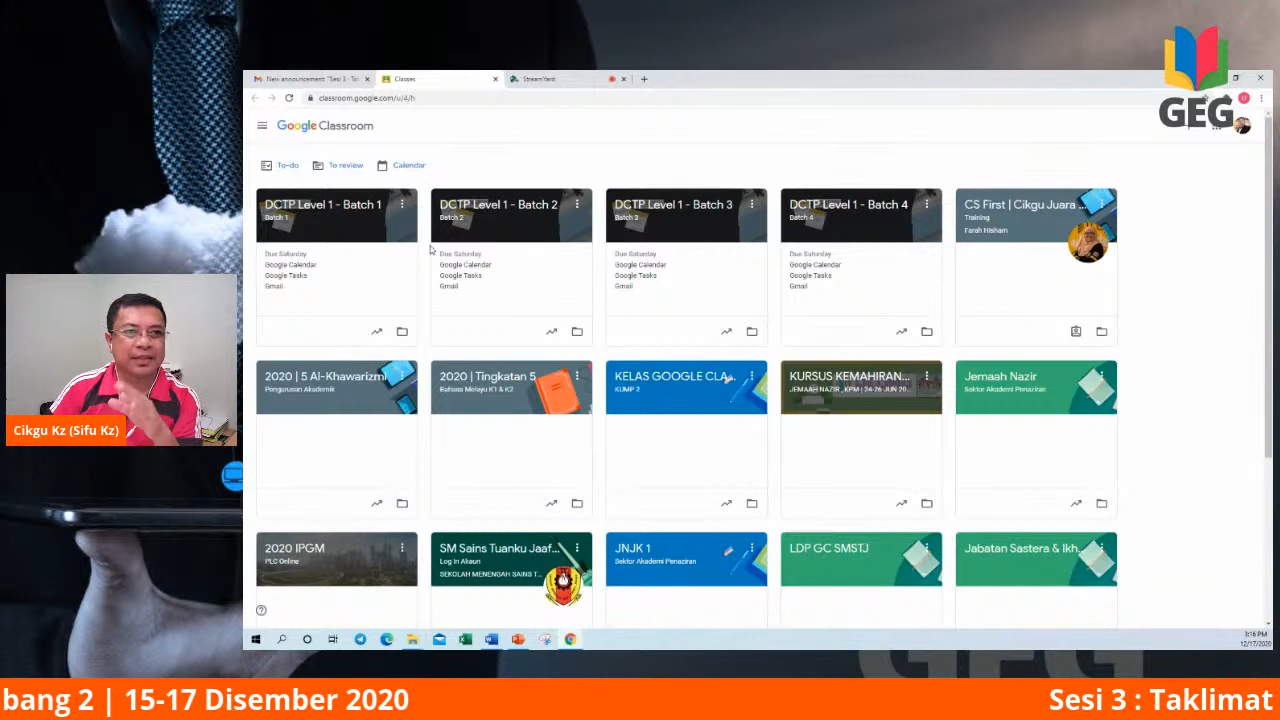 New announcement: "Sesi 3 - Ta
Classes
StreamYard
classroom.google.com/u/4/h
GEG
Google Classroom
To-do
To review
Calendar
DCTP Level 1 - Batch 1
Batch 1
Due Saturday
Google Calendar
Google Tasks
Gmail
DCTP Level 1 - Batch 2
Batch 2
Due Saturday
Google Calendar
Google Tasks
Gmail
DCTP Level 1 - Batch 3
Batch 3
Due Saturday
Google Calendar
Google Tasks
Gmail
DCTP Level 1 - Batch 4
Batch 4
Due Saturday
Google Calendar
Google Tasks
Gmail
CS First | Cikgu Juara ...
Training
Farah Hisham
2020 | 5 Al-Khawarizmi
Pengurusan Akademik
2020 | Tingkatan 5
Bahasa Melayu K1 & K2
KELAS GOOGLE CLA...
KUMP 2
KURSUS KEMAHIRAN...
JEMAAH NAZIR_KPM | 24-26 JUN 20...
Jemaah Nazir
Sektor Akademi Penaziran
2020 IPGM
PLC Online
SM Sains Tuanku Jaaf...
Log In Akaun
SEKOLAH MENENGAH SAINS T...
JNJK 1
Sektor Akademi Penaziran
LDP GC SMSTJ
Jabatan Sastera & Ikh...
Cikgu Kz (Sifu Kz)
3:16 PM
12/17/2020
bang 2 | 15-17 Disember 2020
Sesi 3 : Taklimat